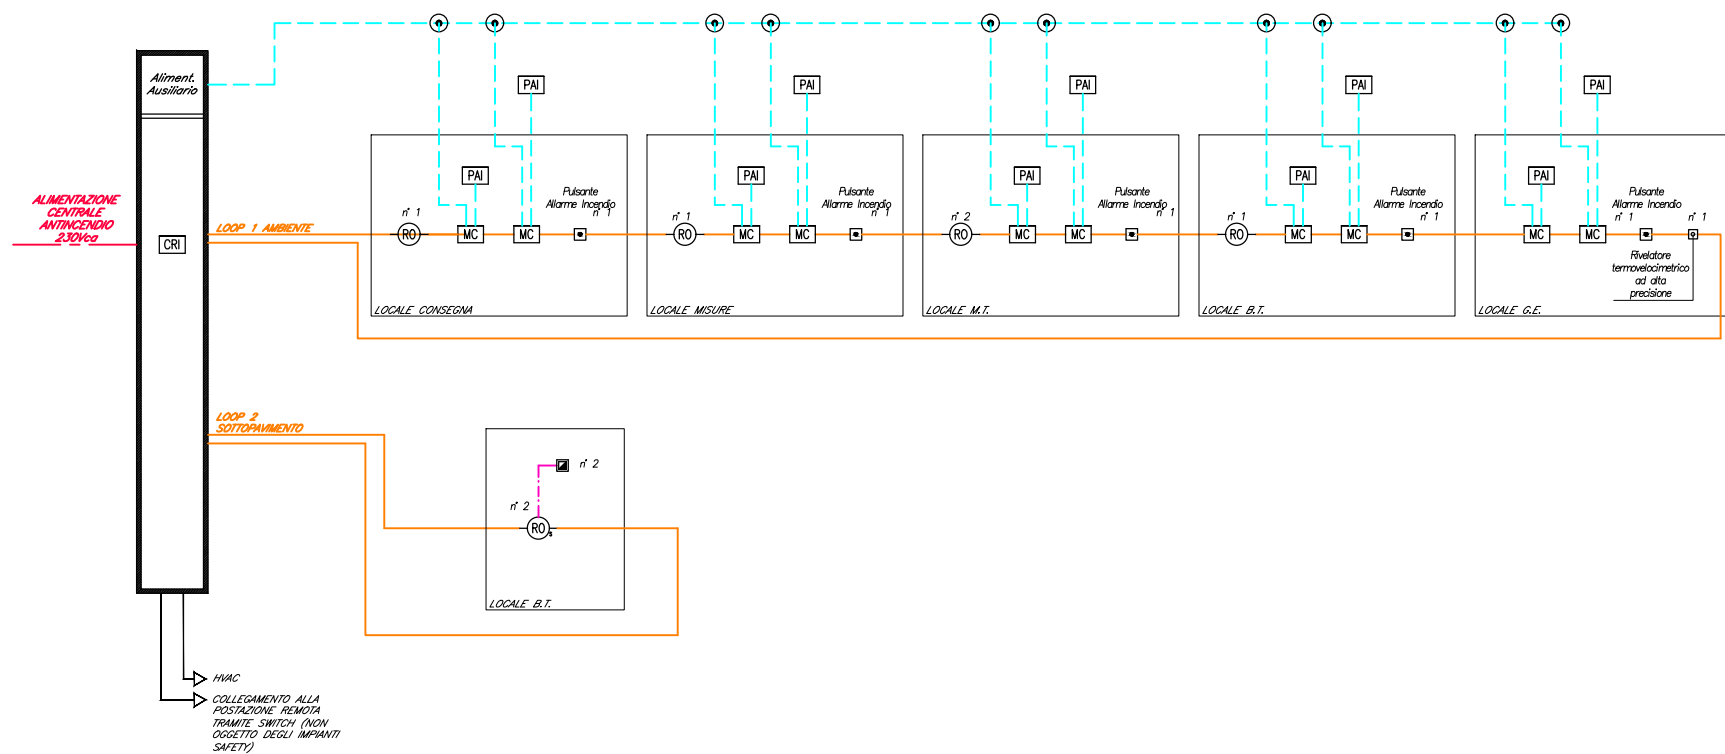 Aliment.
Ausiliario
ALIMENTAZIONE
CENTRALE
ANTINCENDIO
230Vca
CRI
LOOP 1 AMBIENTE
PAI
PAI
n° 1
RO
MC
MC
Pulsante
Allarme Incendio
n° 1
LOCALE CONSEGNA
PAI
PAI
n° 1
RO
MC
MC
Pulsante
Allarme Incendio
n° 1
LOCALE MISURE
PAI
PAI
n° 2
RO
MC
MC
Pulsante
Allarme Incendio
n° 1
LOCALE M.T.
PAI
PAI
n° 1
RO
MC
MC
Pulsante
Allarme Incendio
n° 1
LOCALE B.T.
PAI
PAI
MC
MC
Pulsante
Allarme Incendio
n° 1
n° 1
Rivelatore
termovelocimetrico
ad alta
precisione
LOCALE G.E.
LOOP 2
SOTTOPAVIMENTO
n° 2
n° 2
RO
s
LOCALE B.T.
HVAC
COLLEGAMENTO ALLA
POSTAZIONE REMOTA
TRAMITE SWITCH (NON
OGGETTO DEGLI IMPIANTI
SAFETY)